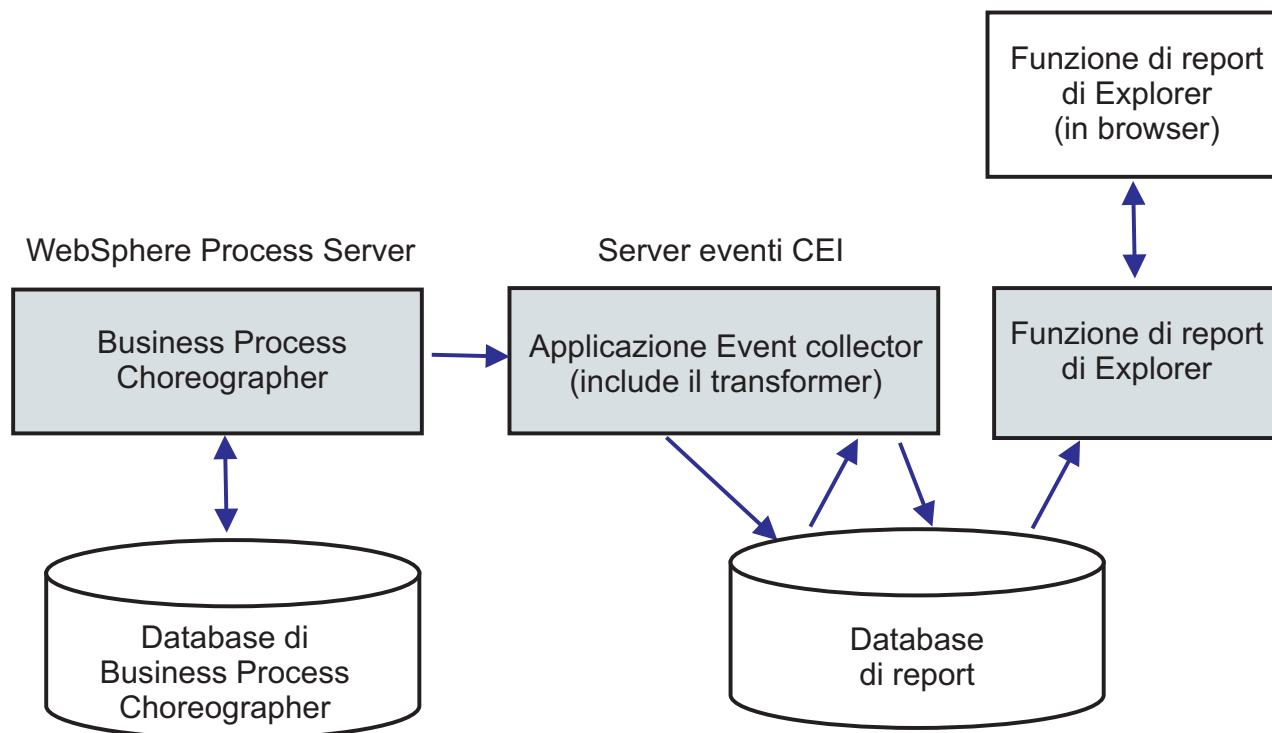 Funzione di report
di Explorer
(in browser)
WebSphere Process Server
Server eventi CEI
Business Process
Choreographer
Applicazione Event collector
(include il transformer)
Funzione di report
di Explorer
Database di
Business Process
Choreographer
Database
di report